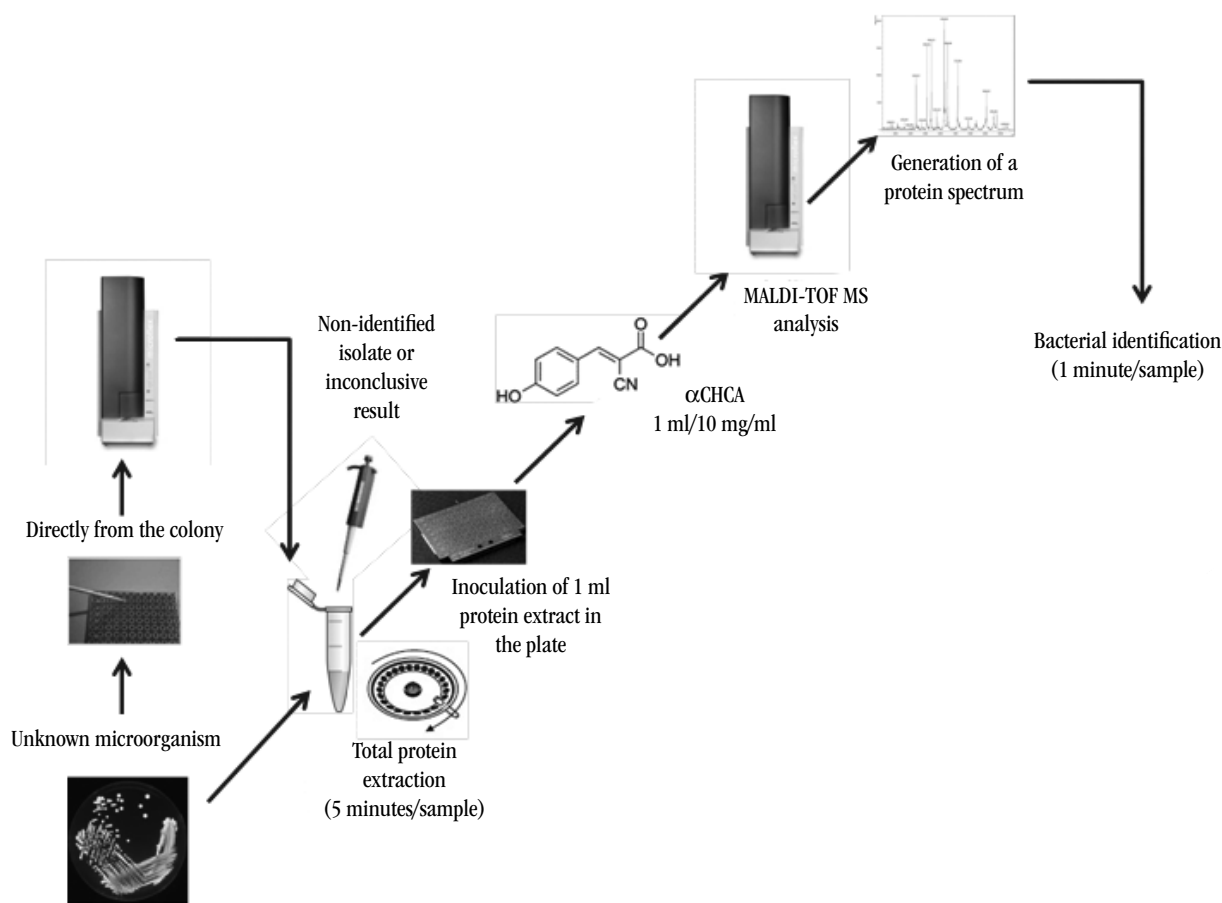 Generation of a
protein spectrum
MALDI-TOF MS
analysis
Bacterial identification
(1 minute/sample)
Non-identified
isolate or
inconclusive
result
O
OH
CN
HO
αCHCA
1 ml/10 mg/ml
Directly from the colony
Inoculation of 1 ml
protein extract in
the plate
Unknown microorganism
Total protein
extraction
(5 minutes/sample)